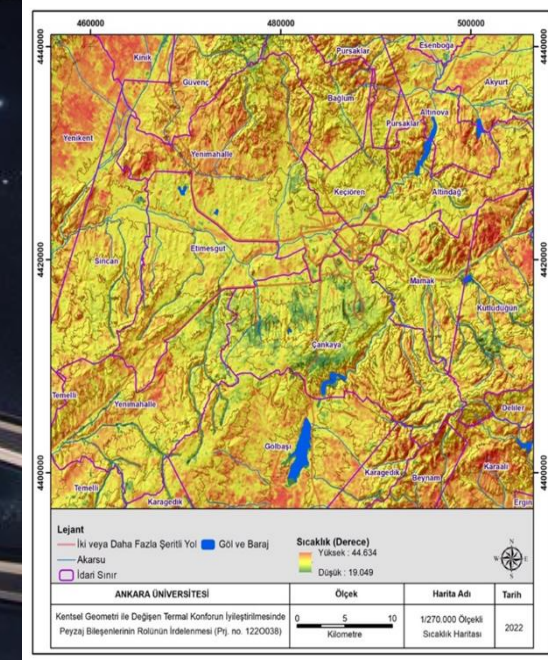 460000 480000 500000
4440000 4440000
Kınık
Pursaklar
Esenboğa
Güvenç
Bağlum
Akyurt
Altınova
Pursaklar
Yenikent
Yenimahalle
Keçiören
Altındağ
4420000 4420000
Sincan
Etimesgut
Mamak
Kutludüğün
Çankaya
Temelli
Yenimahalle
Deliler
Gölbaşı
4400000 4400000
Temelli
Karagedik
Karagedik
Beynam
Karaali
Ergin
Lejant
İki veya Daha Fazla Şeritli Yol Göl ve Baraj
Akarsu
İdari Sınır
Sıcaklık (Derece)
Yüksek : 44.634
Düşük : 19.049
N
W E
S
ANKARA ÜNİVERSİTESİ Ölçek Harita Adı Tarih
Kentsel Geometri ile Değişen Termal Konforun İyileştirilmesinde
Peyzaj Bileşenlerinin Rolünün İrdelenmesi (Prj. no. 122O038)
0 5 10
Kilometre
1/270.000 Ölçekli
Sıcaklık Haritası
2022